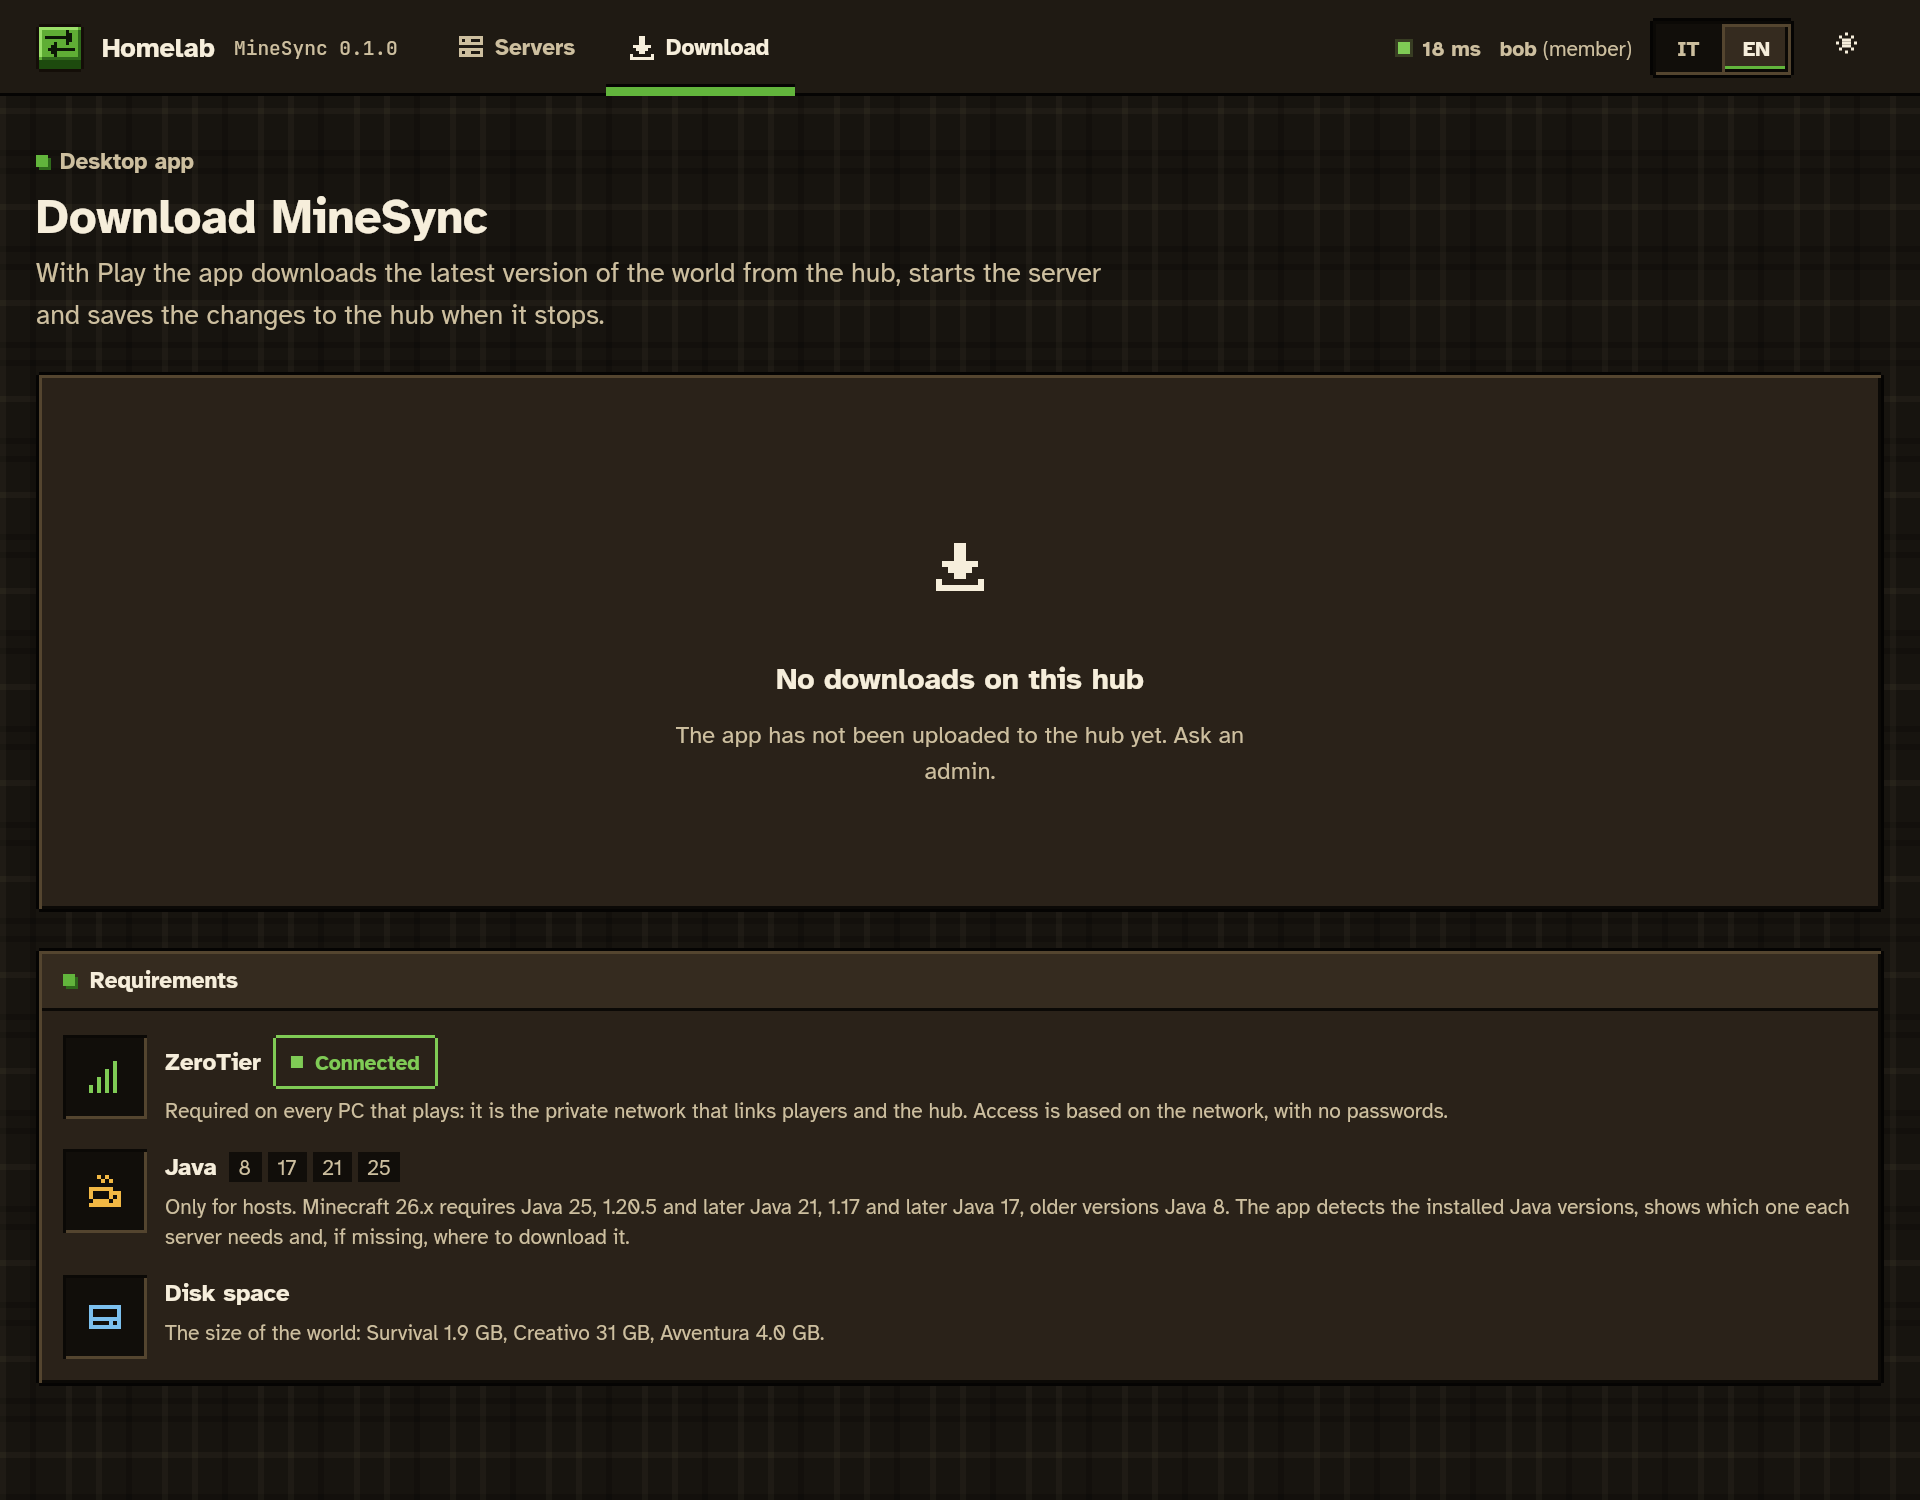 Homelab MineSync 0.1.0 Servers Download 18 ms bob (member) IT EN
Desktop app
Download MineSync
With Play the app downloads the latest version of the world from the hub, starts the server
and saves the changes to the hub when it stops.
No downloads on this hub
The app has not been uploaded to the hub yet. Ask an
admin.
Requirements
ZeroTier Connected
Required on every PC that plays: it is the private network that links players and the hub. Access is based on the network, with no passwords.
Java 8 17 21 25
Only for hosts. Minecraft 26.x requires Java 25, 1.20.5 and later Java 21, 1.17 and later Java 17, older versions Java 8. The app detects the installed Java versions, shows which one each
server needs and, if missing, where to download it.
Disk space
The size of the world: Survival 1.9 GB, Creativo 31 GB, Avventura 4.0 GB.